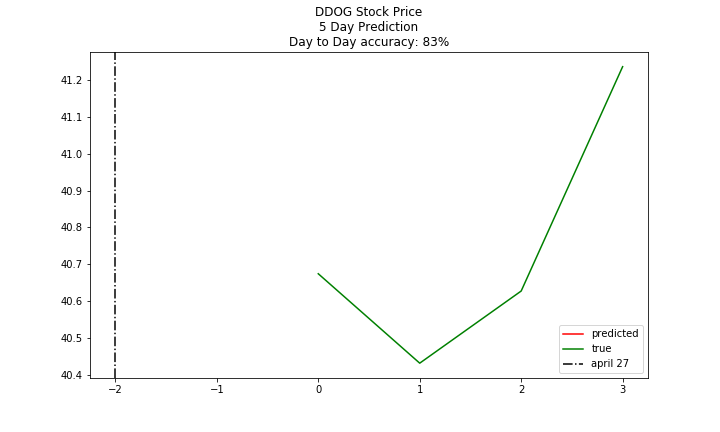 DDOG Stock Price
5 Day Prediction
Day to Day accuracy: 83%
41.2
41.1
41.0
40.9
40.8
40.7
40.6
40.5
40.4
−2
−1
0
1
2
3
predicted
true
april 27